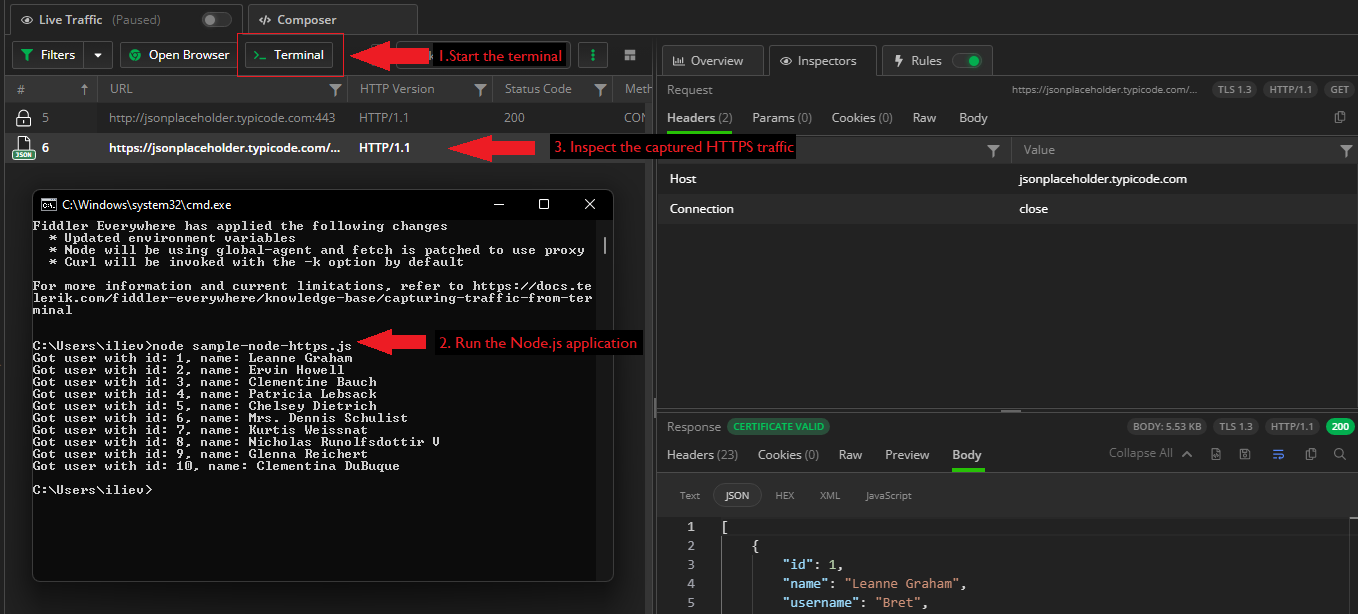 Live Traffic (Paused)
Composer
Filters
Open Browser
Terminal
1.Start the terminal
# URL HTTP Version Status Code Meth
5 http://jsonplaceholder.typicode.com:443 HTTP/1.1 200 CON
JSON 6 https://jsonplaceholder.typicode.com/... HTTP/1.1
3. Inspect the captured HTTPS traffic
C:\Windows\system32\cmd.exe
Fiddler Everywhere has applied the following changes
* Updated environment variables
* Node will be using global-agent and fetch is patched to use proxy
* Curl will be invoked with the -k option by default
For more information and current limitations, refer to https://docs.te
lerik.com/fiddler-everywhere/knowledge-base/capturing-traffic-from-ter
minal
C:\Users\iliev>node sample-node-https.js
2. Run the Node.js application
Got user with id: 1, name: Leanne Graham
Got user with id: 2, name: Ervin Howell
Got user with id: 3, name: Clementine Bauch
Got user with id: 4, name: Patricia Lebsack
Got user with id: 5, name: Chelsey Dietrich
Got user with id: 6, name: Mrs. Dennis Schulist
Got user with id: 7, name: Kurtis Weissnat
Got user with id: 8, name: Nicholas Runolfsdottir V
Got user with id: 9, name: Glenna Reichert
Got user with id: 10, name: Clementina DuBuque
C:\Users\iliev>
Overview
Inspectors
Rules
Request https://jsonplaceholder.typicode.com/... TLS 1.3 HTTP/1.1 GET
Headers (2) Params (0) Cookies (0) Raw Body
Value
Host jsonplaceholder.typicode.com
Connection close
Response CERTIFICATE VALID BODY: 5.53 KB TLS 1.3 HTTP/1.1 200
Headers (23) Cookies (0) Raw Preview Body Collapse All
Text JSON HEX XML JavaScript
1 [
2 {
3 "id": 1,
4 "name": "Leanne Graham",
5 "username": "Bret",